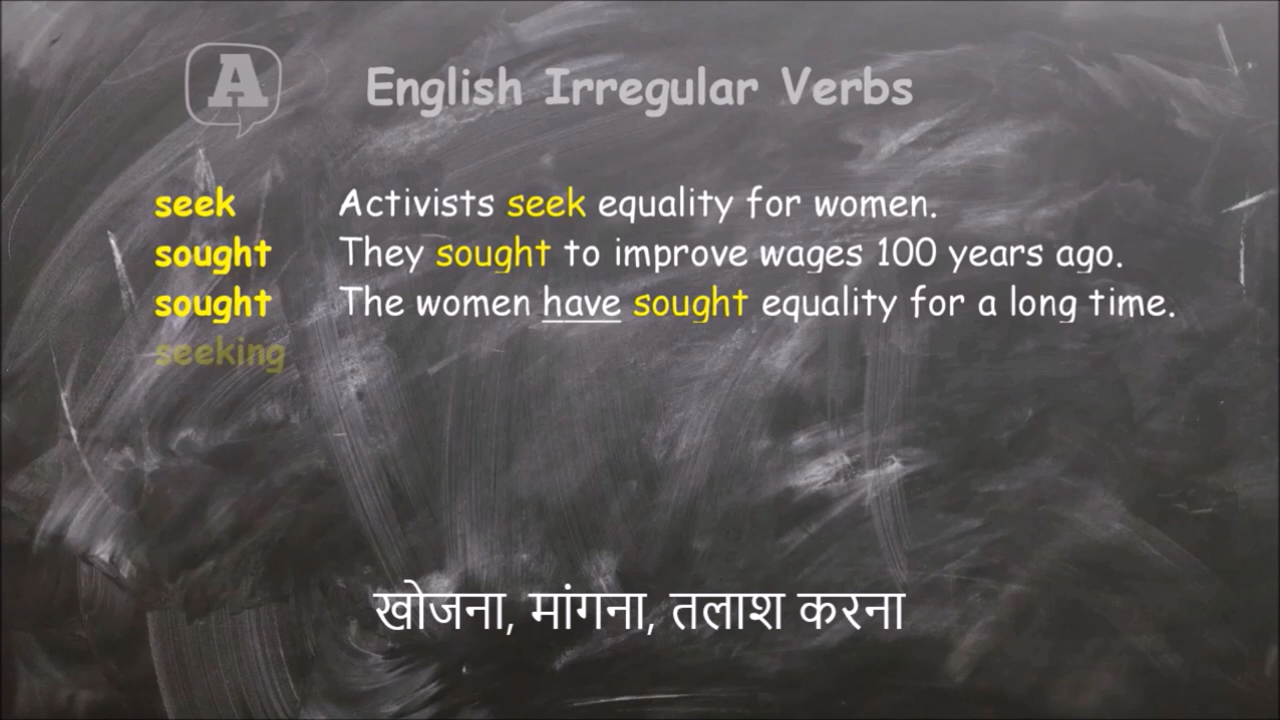 A English Irregular Verbs
seek Activists seek equality for women.
sought They sought to improve wages 100 years ago.
sought The women have sought equality for a long time.
seeking
खोजना, मांगना, तलाश करना